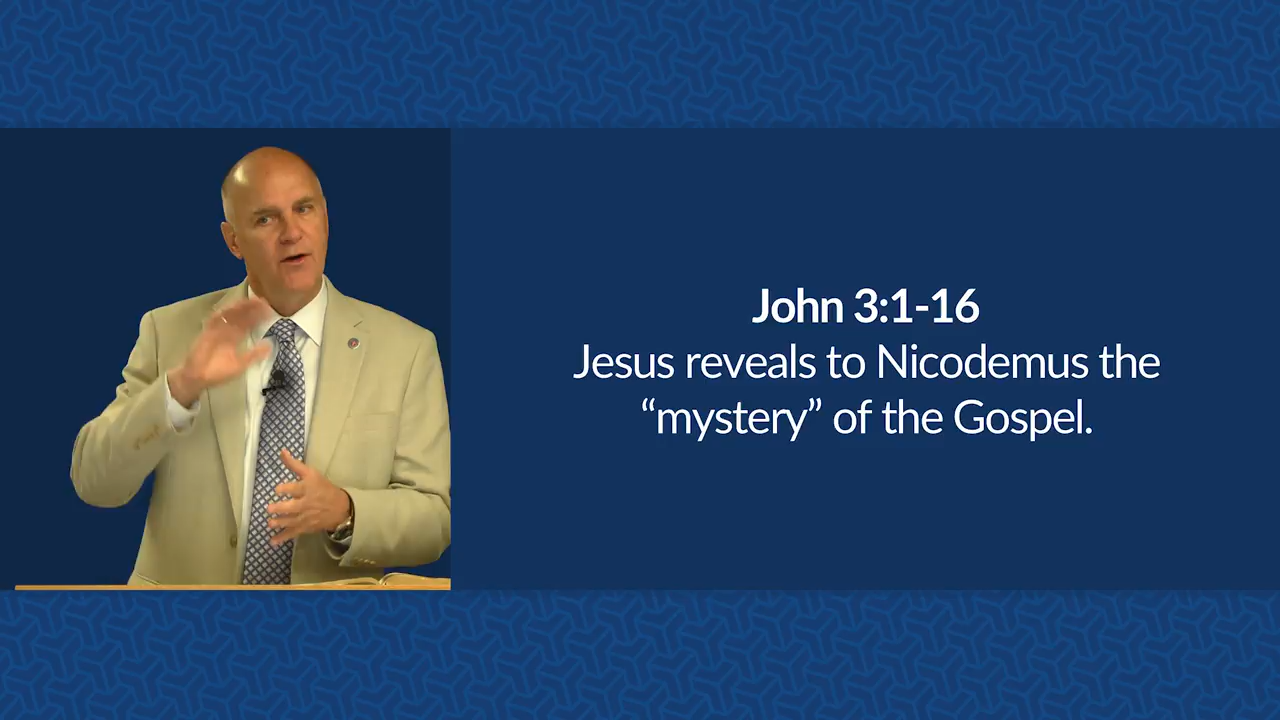 John 3:1-16
Jesus reveals to Nicodemus the
“mystery” of the Gospel.